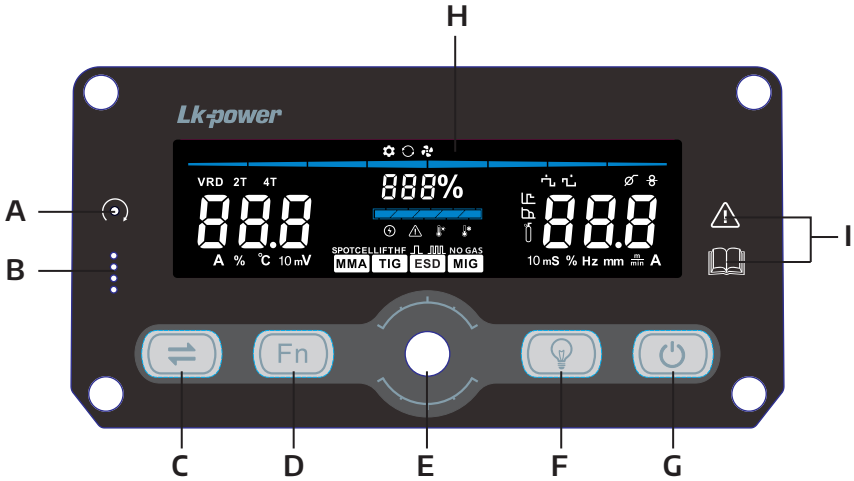 H
Lk-power
VRD 2T 4T
888%
88.8
88.8
A % °C 10 mV
SPOT CELL LIFT HF NO GAS
MMA TIG ESD MIG
10 mS % Hz mm m/min A
A
B
I
Fn
C D E F G